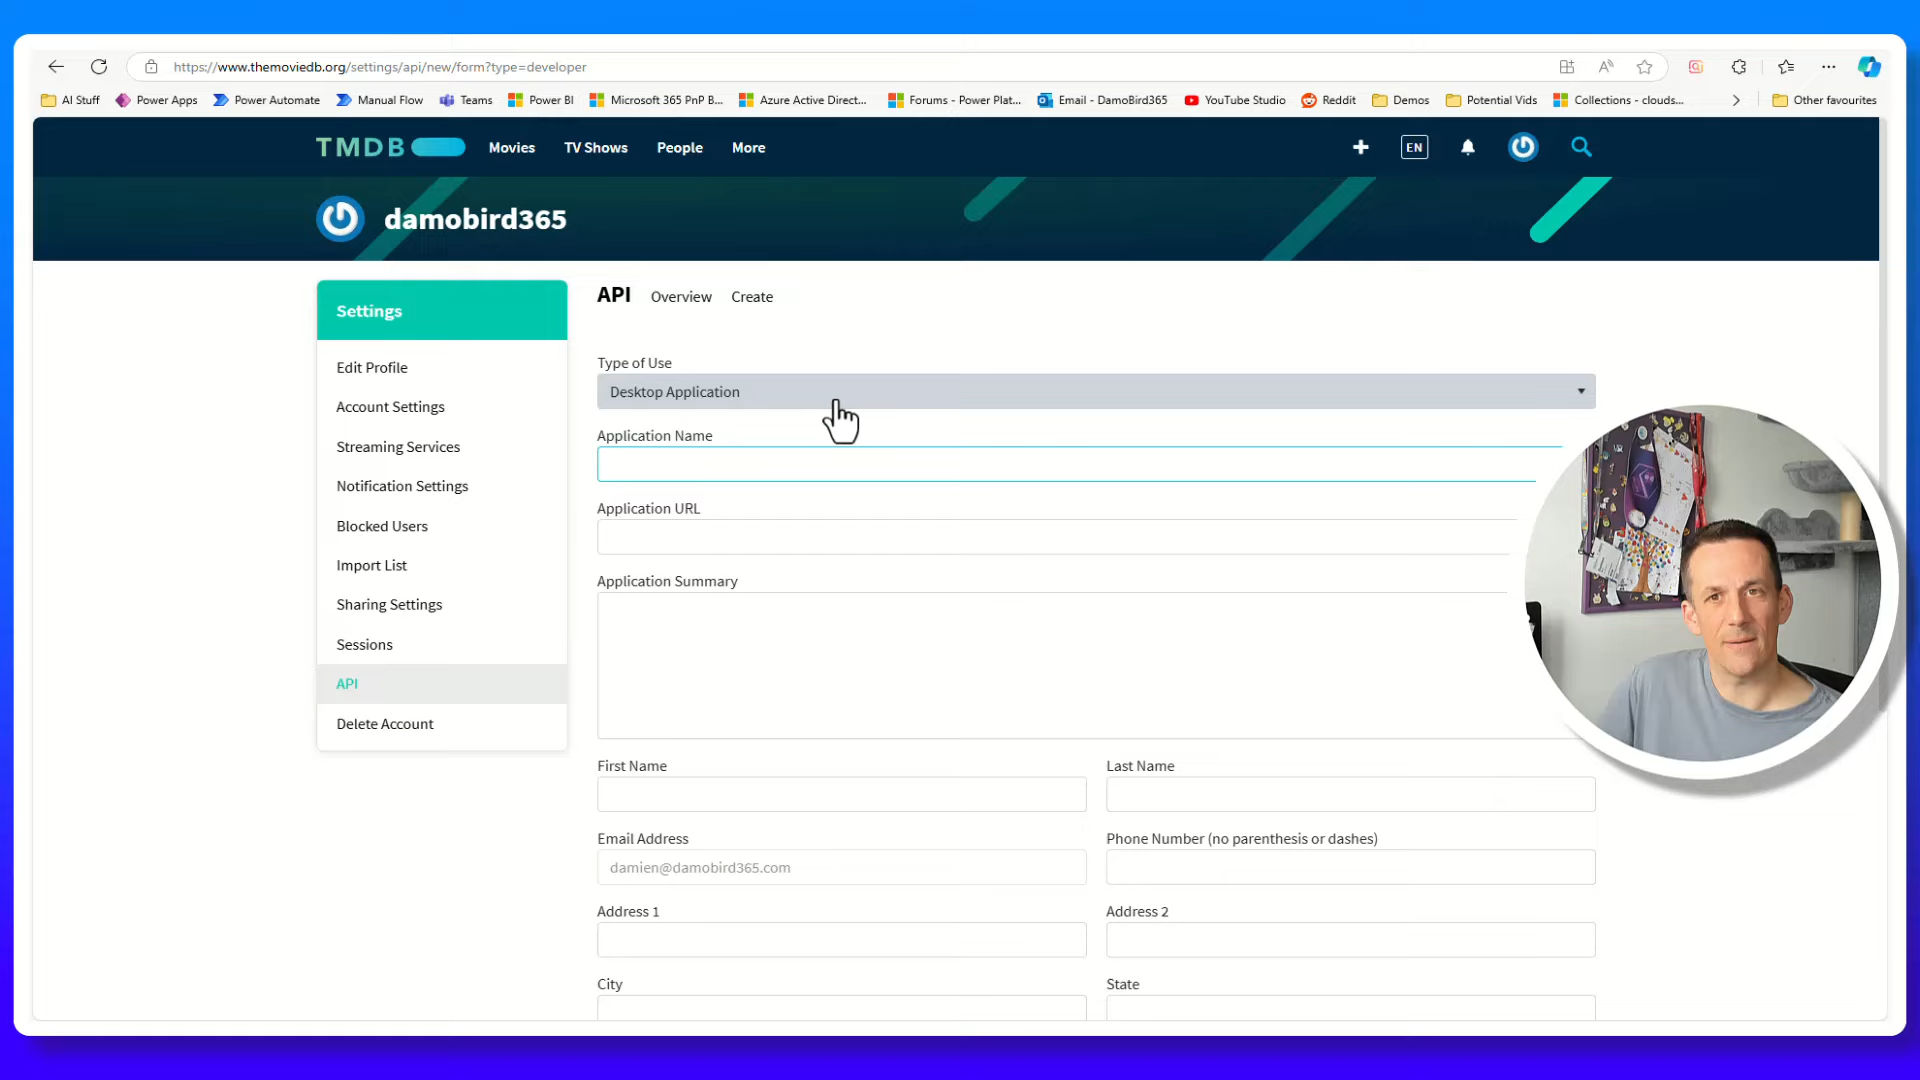 https://www.themoviedb.org/settings/api/new/form?type=developer
AI Stuff Power Apps Power Automate Manual Flow Teams Power BI Microsoft 365 PnP B... Azure Active Direct... Forums - Power Plat... Email - DamoBird365 YouTube Studio Reddit Demos Potential Vids Collections - clouds... Other favourites
TMDB Movies TV Shows People More EN
damobird365
Settings
Edit Profile
Account Settings
Streaming Services
Notification Settings
Blocked Users
Import List
Sharing Settings
Sessions
API
Delete Account
API Overview Create
Type of Use
Desktop Application
Application Name
Application URL
Application Summary
First Name Last Name
Email Address Phone Number (no parenthesis or dashes)
damien@damobird365.com
Address 1 Address 2
City State